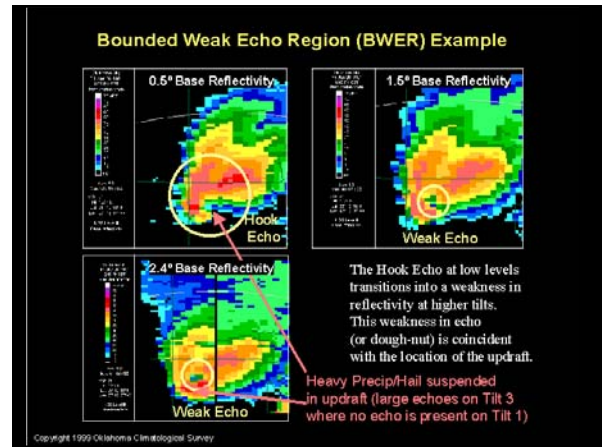 Bounded Weak Echo Region (BWER) Example
0.5° Base Reflectivity
Hook
Echo
1.5° Base Reflectivity
Weak Echo
2.4° Base Reflectivity
Weak Echo
The Hook Echo at low levels
transitions into a weakness in
reflectivity at higher tilts.
This weakness in echo
(or dough-nut) is coincident
with the location of the updraft.
Heavy Precip/Hail suspended
in updraft (large echoes on Tilt 3
where no echo is present on Tilt 1)
Copyright 1999 Oklahoma Climatological Survey